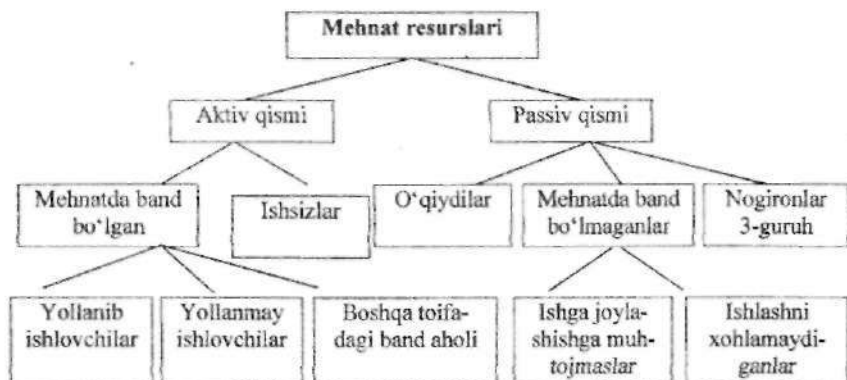 Mehnat resurslari
Aktiv qismi
Passiv qismi
Mehnatda band
bo‘lgan
Ishsizlar
O‘qiydilar
Mehnatda band
bo‘lmaganlar
Nogironlar
3-guruh
Yollanib
ishlovchilar
Yollanmay
ishlovchilar
Boshqa toifa-
dagi band aholi
Ishga joyla-
shishga muh-
tojmaslar
Ishlashni
xohlamaydi-
ganlar